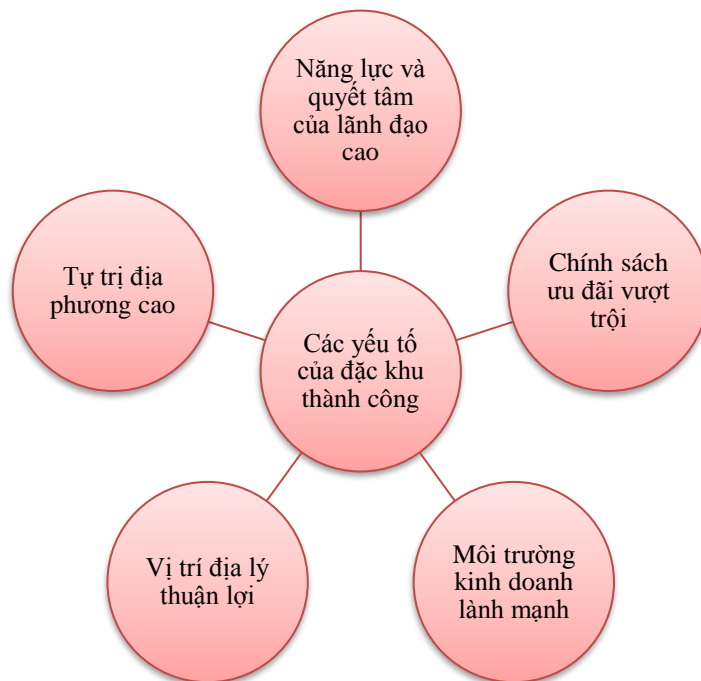 Năng lực và
quyết tâm
của lãnh đạo
cao
Chính sách
ưu đãi vượt
trội
Tự trị địa
phương cao
Các yếu tố
của đặc khu
thành công
Vị trí địa lý
thuận lợi
Môi trường
kinh doanh
lành mạnh